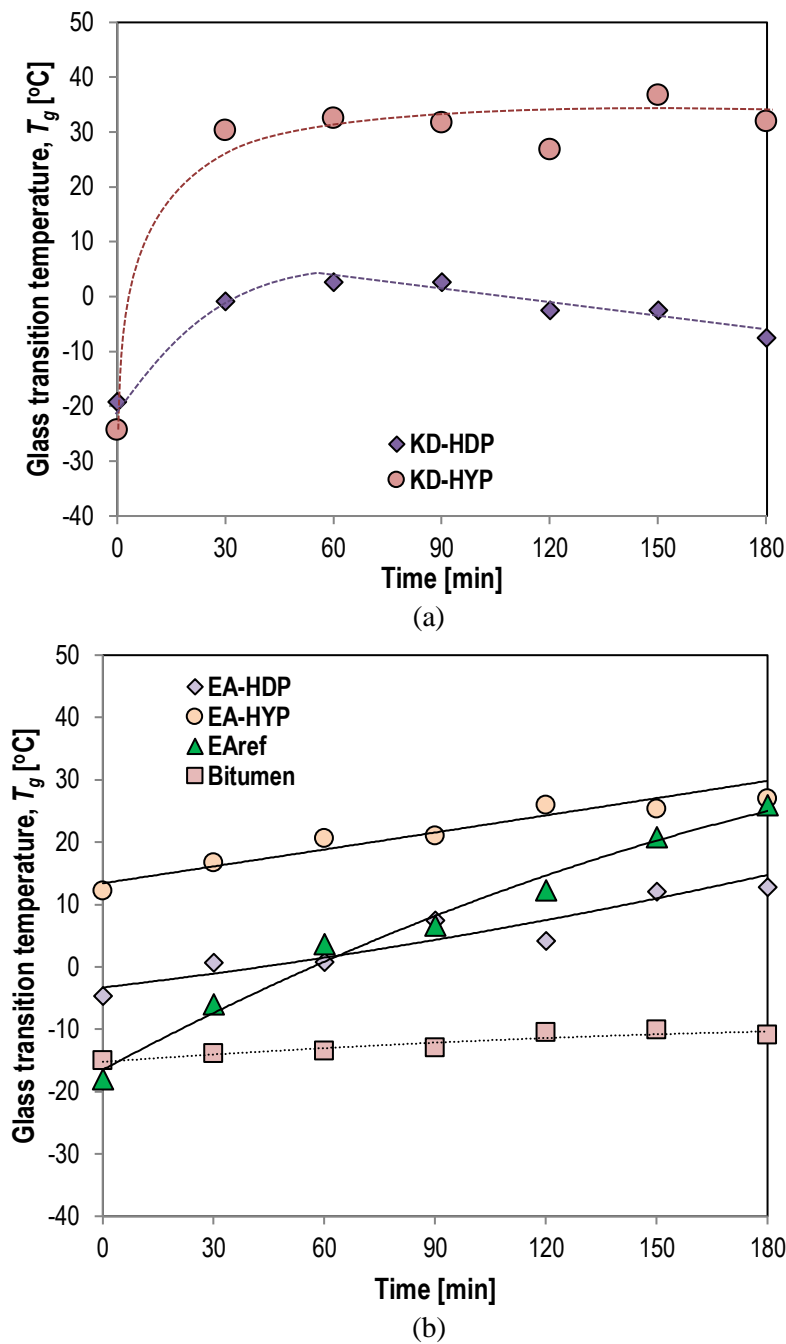 50
40
30
20
10
0
-10
-20
-30
-40
Glass transition temperature, Tg [ºC]
KD-HDP
KD-HYP
0 30 60 90 120 150 180
Time [min]
(a)
50
40
30
20
10
0
-10
-20
-30
-40
Glass transition temperature, Tg [ºC]
EA-HDP
EA-HYP
EAref
Bitumen
0 30 60 90 120 150 180
Time [min]
(b)